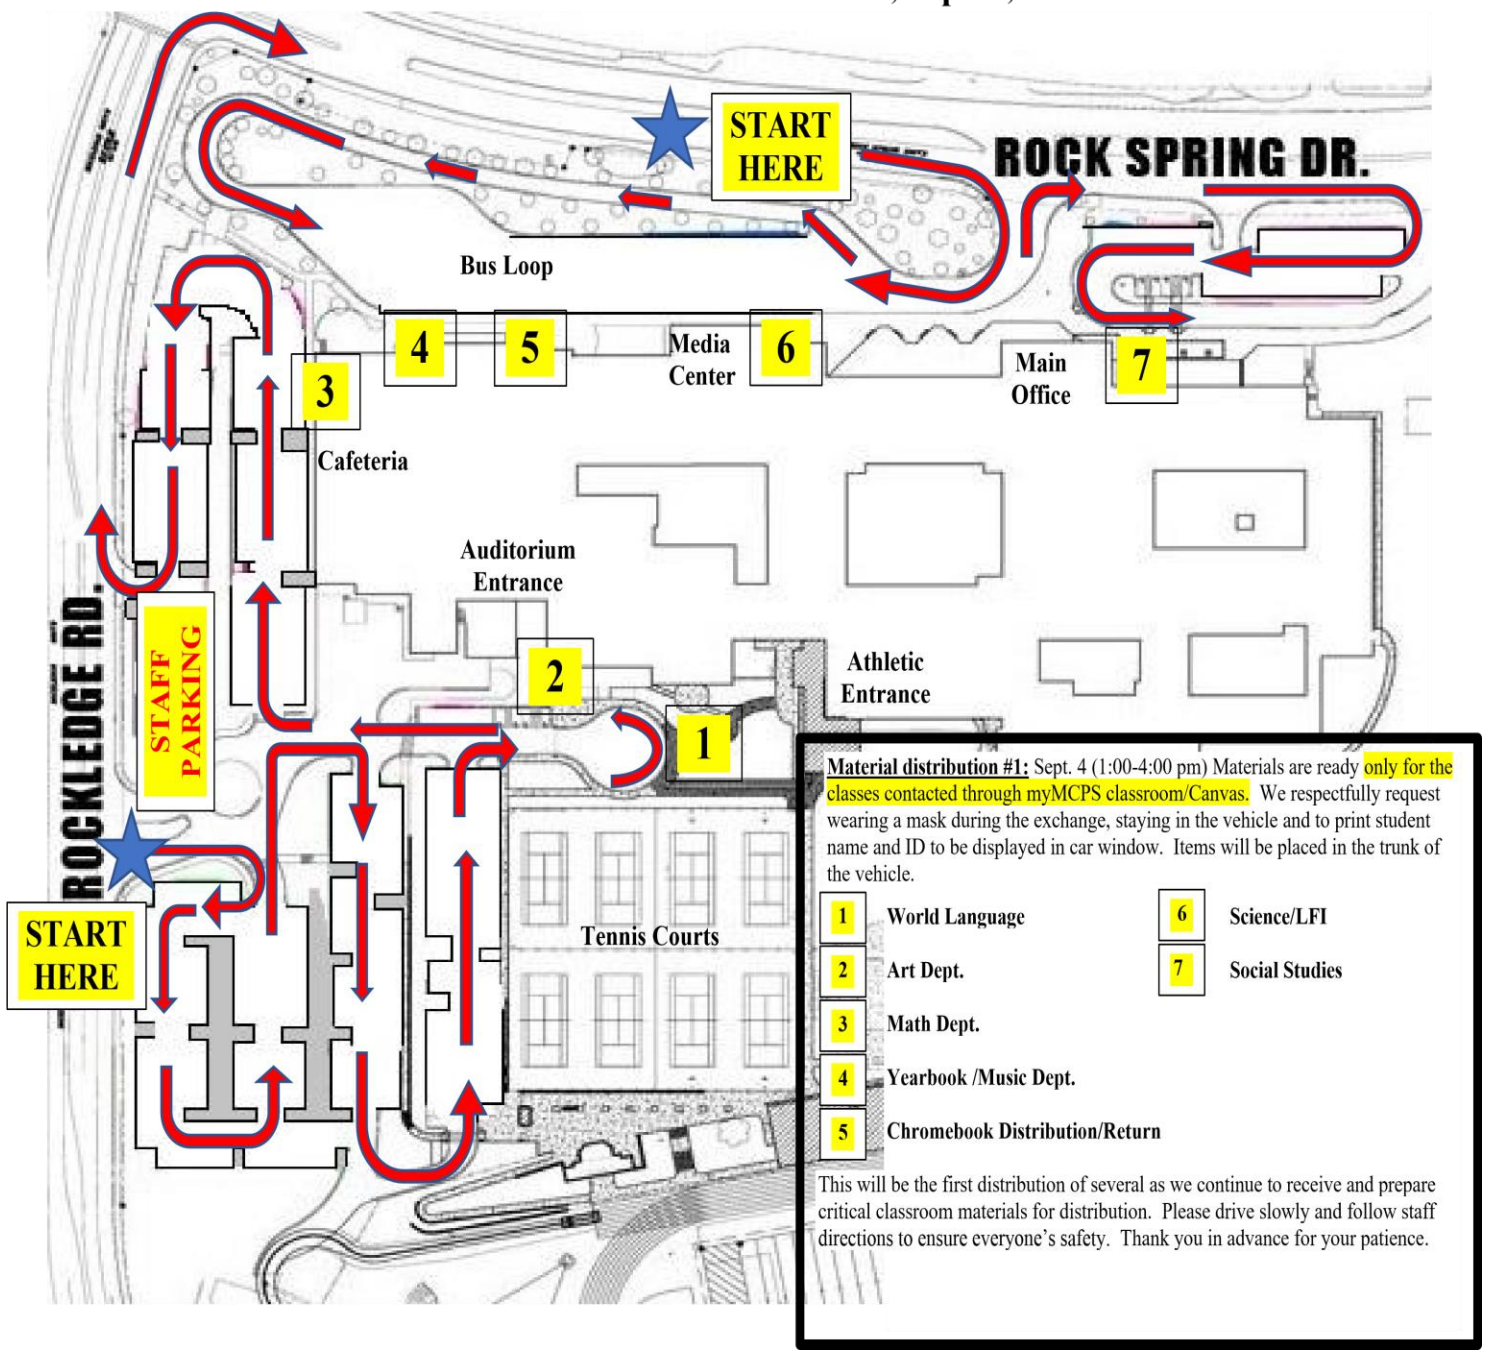 START
HERE
ROCK SPRING DR.
Bus Loop
4
5
Media
Center
6
Main
Office
7
3
Cafeteria
Auditorium
Entrance
ROCKLEDGE RD.
STAFF
PARKING
2
Athletic
Entrance
1
START
HERE
Tennis Courts
Material distribution #1: Sept. 4 (1:00-4:00 pm) Materials are ready only for the
classes contacted through myMCPS classroom/Canvas. We respectfully request
wearing a mask during the exchange, staying in the vehicle and to print student
name and ID to be displayed in car window. Items will be placed in the trunk of
the vehicle.
1 World Language
2 Art Dept.
3 Math Dept.
4 Yearbook /Music Dept.
5 Chromebook Distribution/Return
6 Science/LFI
7 Social Studies
This will be the first distribution of several as we continue to receive and prepare
critical classroom materials for distribution. Please drive slowly and follow staff
directions to ensure everyone’s safety. Thank you in advance for your patience.